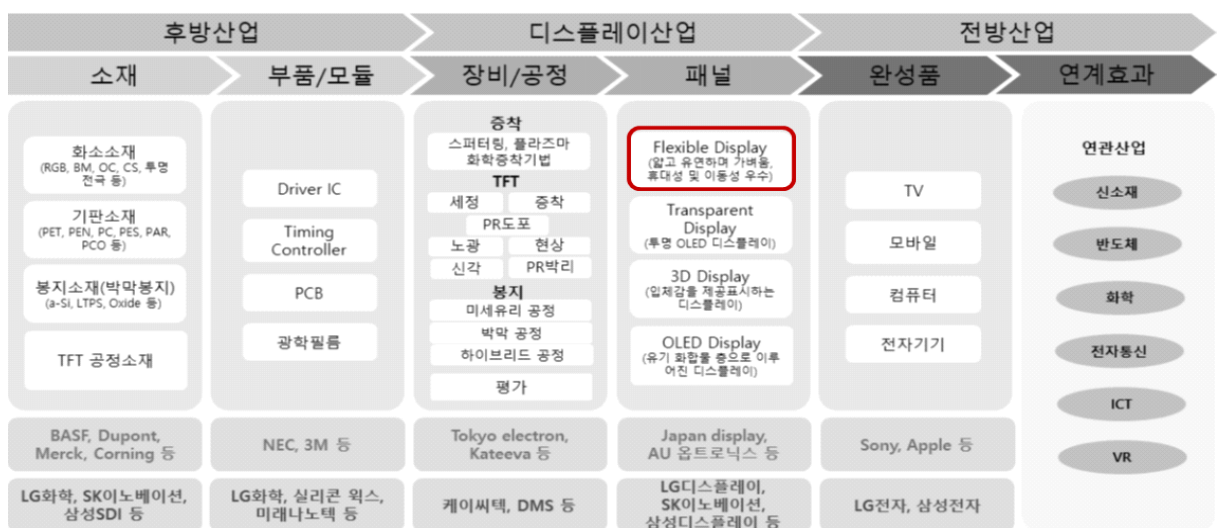 후방산업
디스플레이산업
전방산업
소재
부품/모듈
장비/공정
패널
완성품
연계효과
화소소재
(RGB, BM, OC, CS, 투명
전극 등)
기판소재
(PET, PEN, PC, PES, PAR,
PCO 등)
봉지소재(박막봉지)
(a-Si, LTPS, Oxide 등)
TFT 공정소재
Driver IC
Timing
Controller
PCB
광학필름
증착
스퍼터링, 플라즈마
화학증착기법
TFT
세정 증착
PR도포
노광 현상
식각 PR박리
봉지
미세유리 공정
박막 공정
하이브리드 공정
평가
Flexible Display
(얇고 유연하며 가벼움,
휴대성 및 이동성 우수)
Transparent
Display
(투명 OLED 디스플레이)
3D Display
(입체감을 제공표시하는
디스플레이)
OLED Display
(유기 화합물 층으로 이루
어진 디스플레이)
TV
모바일
컴퓨터
전자기기
연관산업
신소재
반도체
화학
전자통신
ICT
VR
BASF, Dupont,
Merck, Corning 등
NEC, 3M 등
Tokyo electron,
Kateeva 등
Japan display,
AU 옵트로닉스 등
Sony, Apple 등
LG화학, SK이노베이션,
삼성SDI 등
LG화학, 실리콘 웍스,
미래나노텍 등
케이씨텍, DMS 등
LG디스플레이,
SK이노베이션,
삼성디스플레이 등
LG전자, 삼성전자